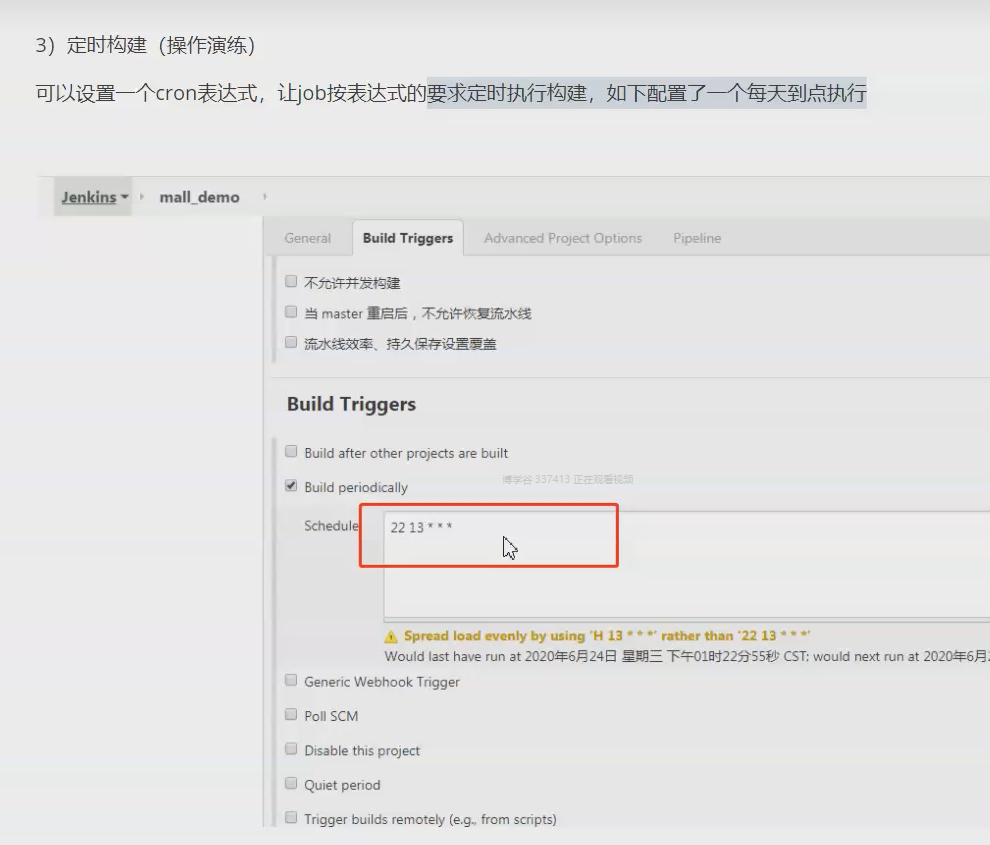 3）定时构建（操作演练）
可以设置一个cron表达式，让job按表达式的要求定时执行构建，如下配置了一个每天到点执行
Jenkins mall_demo
General Build Triggers Advanced Project Options Pipeline
不允许并发构建
当 master 重启后，不允许恢复流水线
流水线效率、持久保存设置覆盖
Build Triggers
Build after other projects are built
博学谷 337413 正在观看视频
Build periodically
Schedule 22 13 * * *
Spread load evenly by using ‘H 13 * * *’ rather than ‘22 13 * * *’
Would last have run at 2020年6月24日 星期三 下午01时22分55秒 CST; would next run at 2020年6月
Generic Webhook Trigger
Poll SCM
Disable this project
Quiet period
Trigger builds remotely (e.g., from scripts)